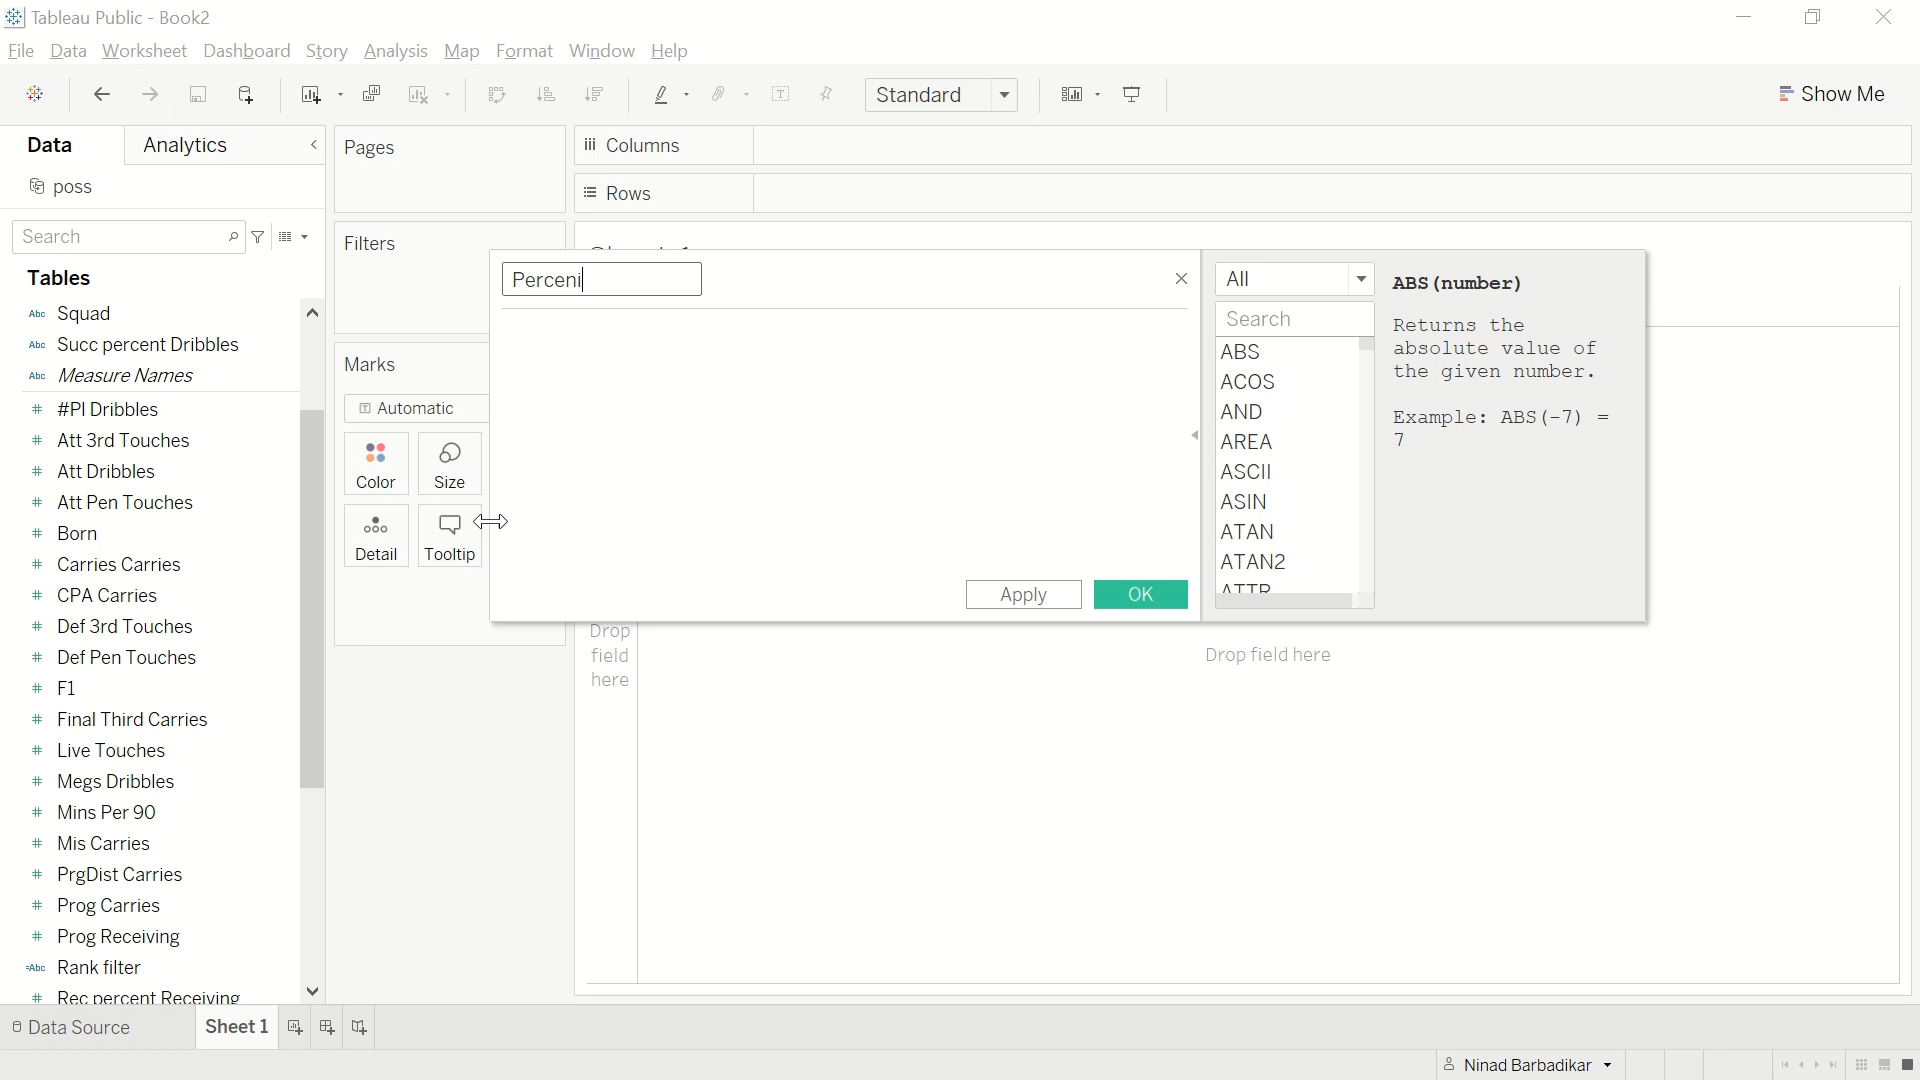 Tableau Public - Book2
File Data Worksheet Dashboard Story Analysis Map Format Window Help
Standard
Show Me
Data
Analytics
poss
Search
Tables
Abc Squad
Abc Succ percent Dribbles
Abc Measure Names
# #Pl Dribbles
# Att 3rd Touches
# Att Dribbles
# Att Pen Touches
# Born
# Carries Carries
# CPA Carries
# Def 3rd Touches
# Def Pen Touches
# F1
# Final Third Carries
# Live Touches
# Megs Dribbles
# Mins Per 90
# Mis Carries
# PrgDist Carries
# Prog Carries
# Prog Receiving
=Abc Rank filter
# Rec percent Receiving
Pages
Filters
Marks
Automatic
Color
Size
Detail
Tooltip
Columns
Rows
Perceni
Apply
OK
All
Search
ABS
ACOS
AND
AREA
ASCII
ASIN
ATAN
ATAN2
ATTR
ABS(number)
Returns the
absolute value of
the given number.
Example: ABS(-7) =
7
Drop
field
here
Drop field here
Data Source
Sheet 1
Ninad Barbadikar